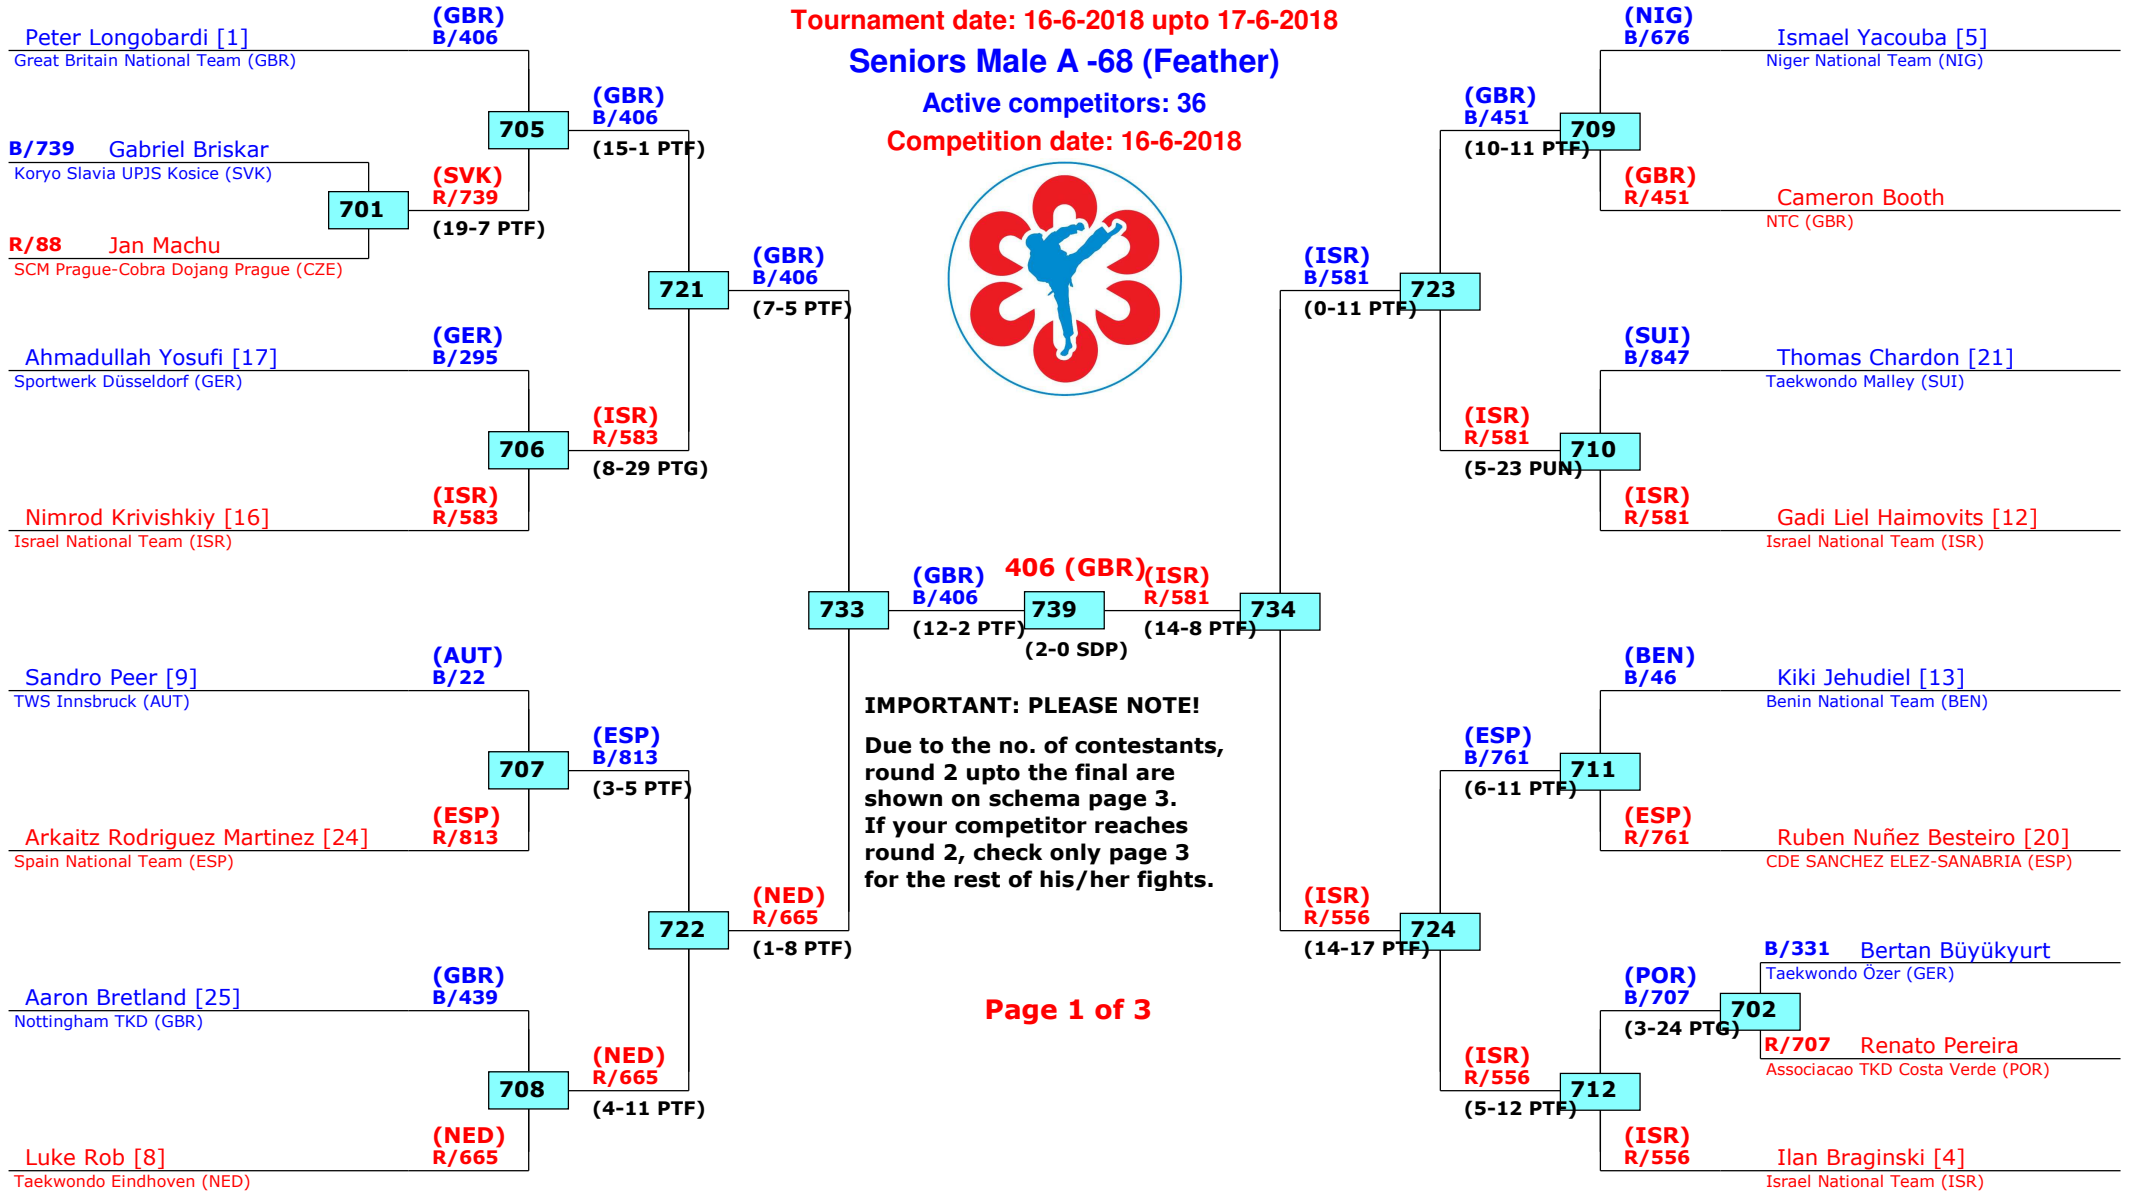 Tournament date: 16-6-2018 upto 17-6-2018
Seniors Male A -68 (Feather)
Active competitors: 36
Competition date: 16-6-2018
(GBR)
Peter Longobardi [1] B/406
Great Britain National Team (GBR)
705
(GBR)
B/406
(15-1 PTF)
B/739 Gabriel Briskar
Koryo Slavia UPJS Kosice (SVK)
701
(SVK)
R/739
(19-7 PTF)
R/88 Jan Machu
SCM Prague-Cobra Dojang Prague (CZE)
721
(GBR)
B/406
(7-5 PTF)
(GER)
Ahmadullah Yosufi [17] B/295
Sportwerk Düsseldorf (GER)
706
(ISR)
R/583
(8-29 PTG)
(ISR)
Nimrod Krivishkiy [16] R/583
Israel National Team (ISR)
733
(GBR)
B/406
(12-2 PTF)
(AUT)
Sandro Peer [9] B/22
TWS Innsbruck (AUT)
707
(ESP)
B/813
(3-5 PTF)
(ESP)
Arkaitz Rodriguez Martinez [24] R/813
Spain National Team (ESP)
722
(NED)
R/665
(1-8 PTF)
(GBR)
Aaron Bretland [25] B/439
Nottingham TKD (GBR)
708
(NED)
R/665
(4-11 PTF)
(NED)
Luke Rob [8] R/665
Taekwondo Eindhoven (NED)
406 (GBR)
739
(2-0 SDP)
IMPORTANT: PLEASE NOTE!
Due to the no. of contestants,
round 2 upto the final are
shown on schema page 3.
If your competitor reaches
round 2, check only page 3
for the rest of his/her fights.
Page 1 of 3
(ISR)
R/581
(14-8 PTF)
734
(NIG)
B/676 Ismael Yacouba [5]
Niger National Team (NIG)
(GBR)
B/451
(10-11 PTF)
709
(GBR)
R/451 Cameron Booth
NTC (GBR)
(ISR)
B/581
(0-11 PTF)
723
(SUI)
B/847 Thomas Chardon [21]
Taekwondo Malley (SUI)
(ISR)
R/581
(5-23 PUN)
710
(ISR)
R/581 Gadi Liel Haimovits [12]
Israel National Team (ISR)
(BEN)
B/46 Kiki Jehudiel [13]
Benin National Team (BEN)
(ESP)
B/761
(6-11 PTF)
711
(ESP)
R/761 Ruben Nuñez Besteiro [20]
CDE SANCHEZ ELEZ-SANABRIA (ESP)
(ISR)
R/556
(14-17 PTF)
724
B/331 Bertan Büyükyurt
Taekwondo Özer (GER)
(POR)
B/707
(3-24 PTG)
702
R/707 Renato Pereira
Associacao TKD Costa Verde (POR)
(ISR)
R/556
(5-12 PTF)
712
(ISR)
R/556 Ilan Braginski [4]
Israel National Team (ISR)